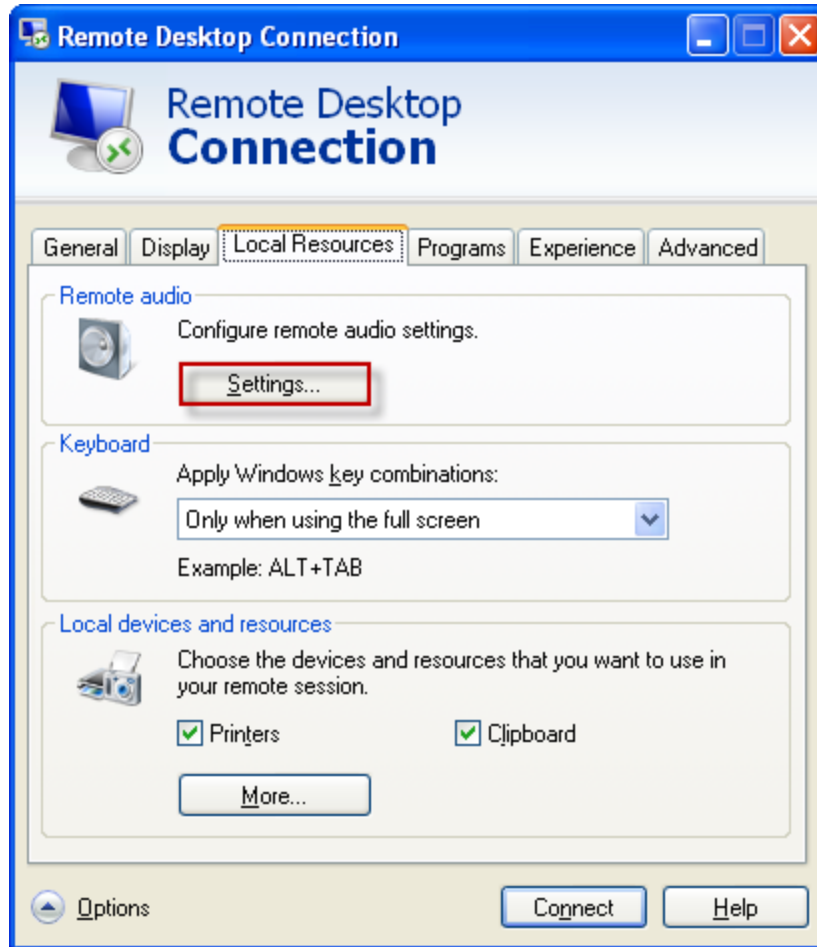 Remote Desktop Connection
Remote Desktop
Connection
General Display Local Resources Programs Experience Advanced
Remote audio
Configure remote audio settings.
Settings...
Keyboard
Apply Windows key combinations:
Only when using the full screen
Example: ALT+TAB
Local devices and resources
Choose the devices and resources that you want to use in
your remote session.
Printers Clipboard
More...
Options Connect Help